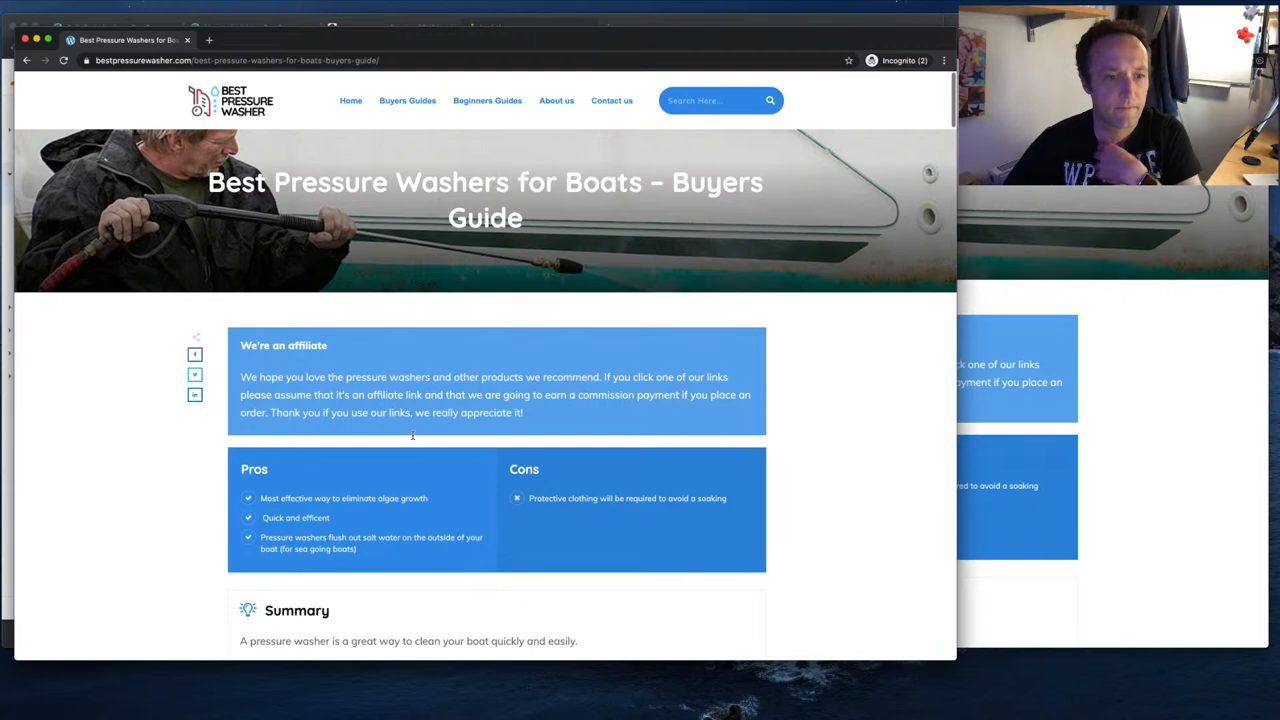 Best Pressure Washers for Boa
bestpressurewasher.com/best-pressure-washers-for-boats-buyers-guide/
Incognito (2)
BEST
PRESSURE
WASHER
Home
Buyers Guides
Beginners Guides
About us
Contact us
Search Here...
Best Pressure Washers for Boats – Buyers
Guide
We're an affiliate
We hope you love the pressure washers and other products we recommend. If you click one of our links
please assume that it's an affiliate link and that we are going to earn a commission payment if you place an
order. Thank you if you use our links, we really appreciate it!
Pros
Most effective way to eliminate algae growth
Quick and efficent
Pressure washers flush out salt water on the outside of your
boat (for sea going boats)
Cons
Protective clothing will be required to avoid a soaking
Summary
A pressure washer is a great way to clean your boat quickly and easily.
ck one of our links
payment if you place an
red to avoid a soaking